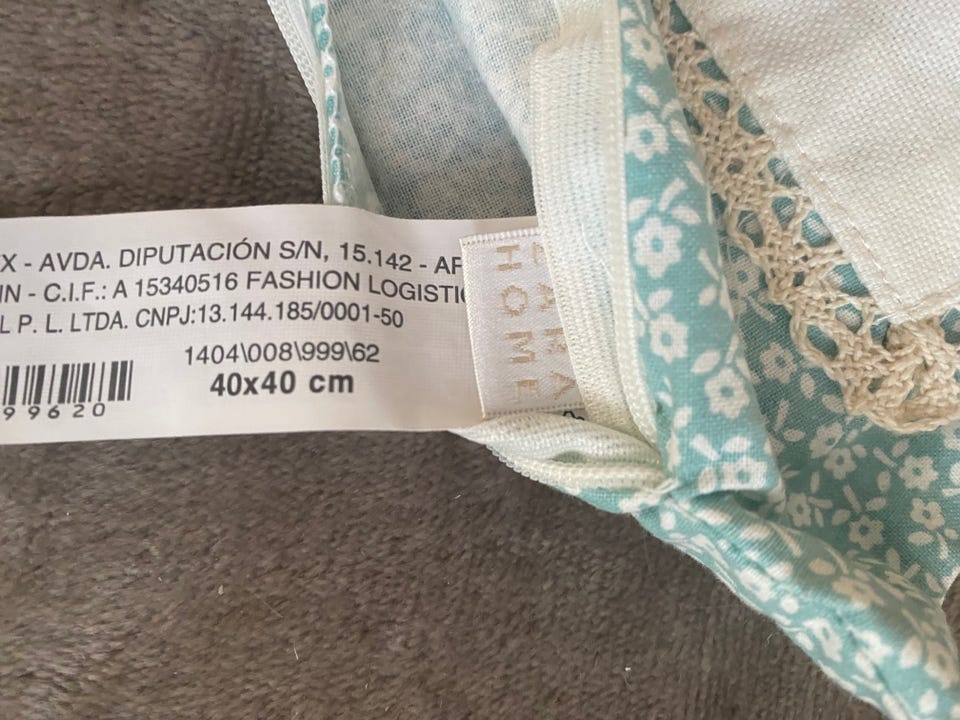 X - AVDA. DIPUTACIÓN S/N, 15.142 - AR
IN - C.I.F.: A 15340516 FASHION LOGISTIC
L P. L. LTDA. CNPJ:13.144.185/0001-50
1404\008\999\62
40x40 cm
99620
ZARA
HOME